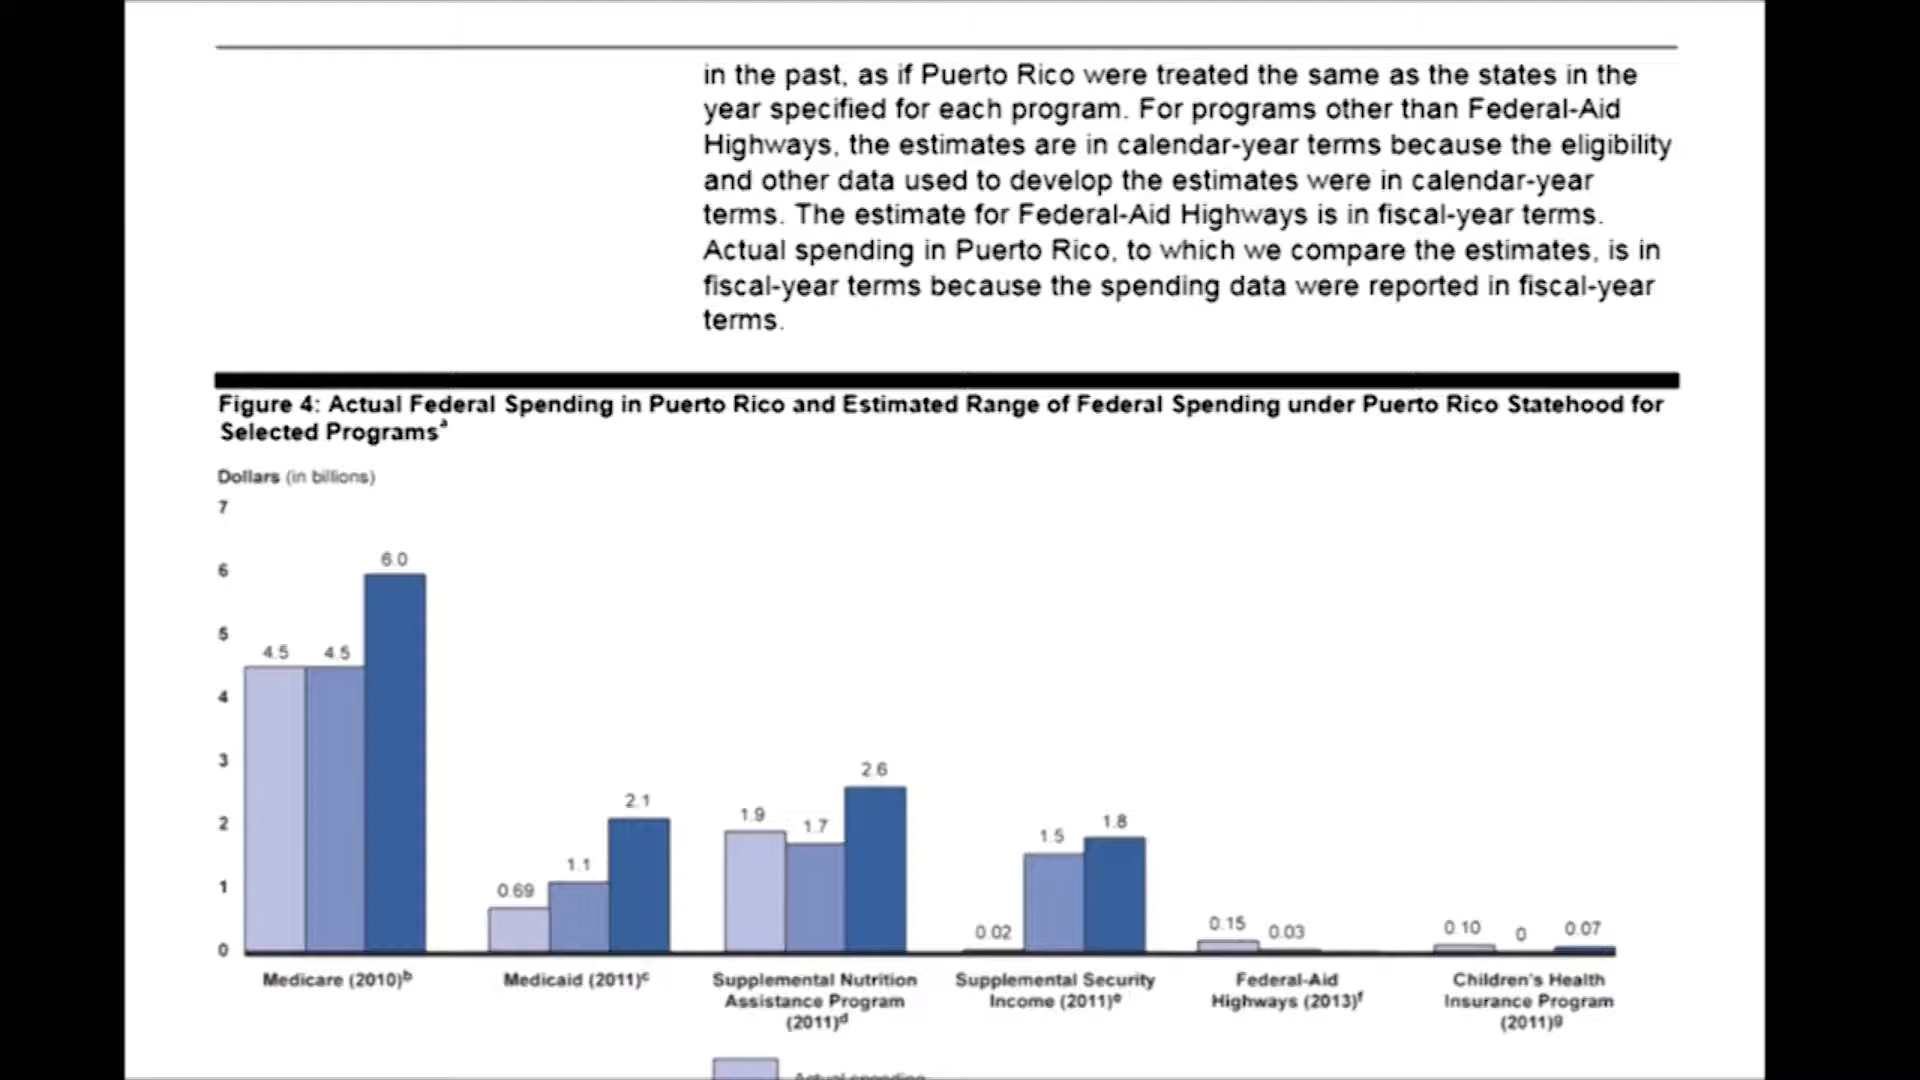 in the past, as if Puerto Rico were treated the same as the states in the
year specified for each program. For programs other than Federal-Aid
Highways, the estimates are in calendar-year terms because the eligibility
and other data used to develop the estimates were in calendar-year
terms. The estimate for Federal-Aid Highways is in fiscal-year terms.
Actual spending in Puerto Rico, to which we compare the estimates, is in
fiscal-year terms because the spending data were reported in fiscal-year
terms.
Figure 4: Actual Federal Spending in Puerto Rico and Estimated Range of Federal Spending under Puerto Rico Statehood for
Selected Programsᵃ
Dollars (in billions)
7
6
5
4
3
2
1
0
4.5 4.5 6.0
0.69 1.1 2.1
1.9 1.7 2.6
0.02 1.5 1.8
0.15 0.03
0.10 0 0.07
Medicare (2010)ᵇ
Medicaid (2011)ᶜ
Supplemental Nutrition
Assistance Program
(2011)ᵈ
Supplemental Security
Income (2011)ᵉ
Federal-Aid
Highways (2013)ᶠ
Children's Health
Insurance Program
(2011)ᵍ
Actual spending